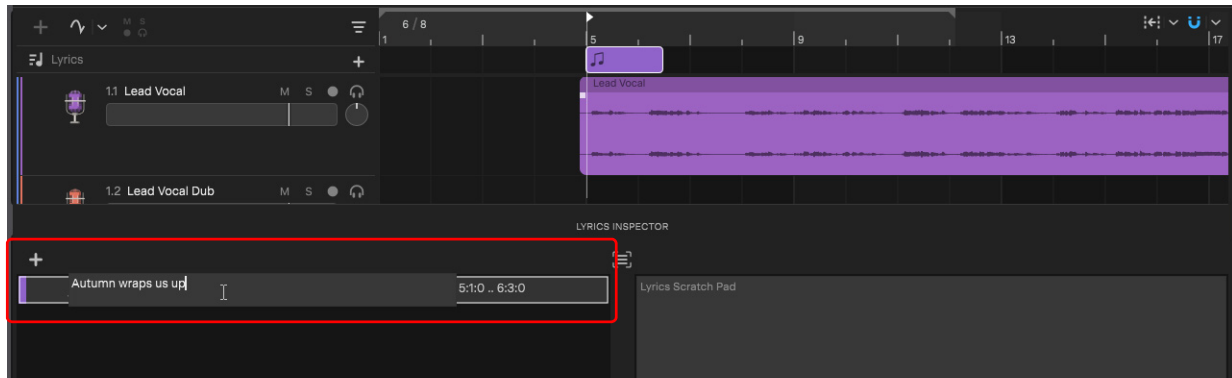 M S
6 / 8
1 5 9 13 17
Lyrics
Lead Vocal
1.1 Lead Vocal M S
1.2 Lead Vocal Dub M S
LYRICS INSPECTOR
Autumn wraps us up 5:1:0 .. 6:3:0
Lyrics Scratch Pad